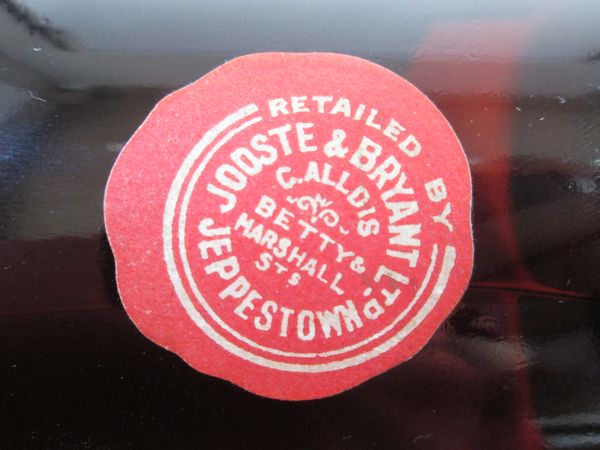 RETAILED BY
JOOSTE & BRYANT LTD
JEPPESTOWN
C. ALLDIS
BETTY &
MARSHALL
STS